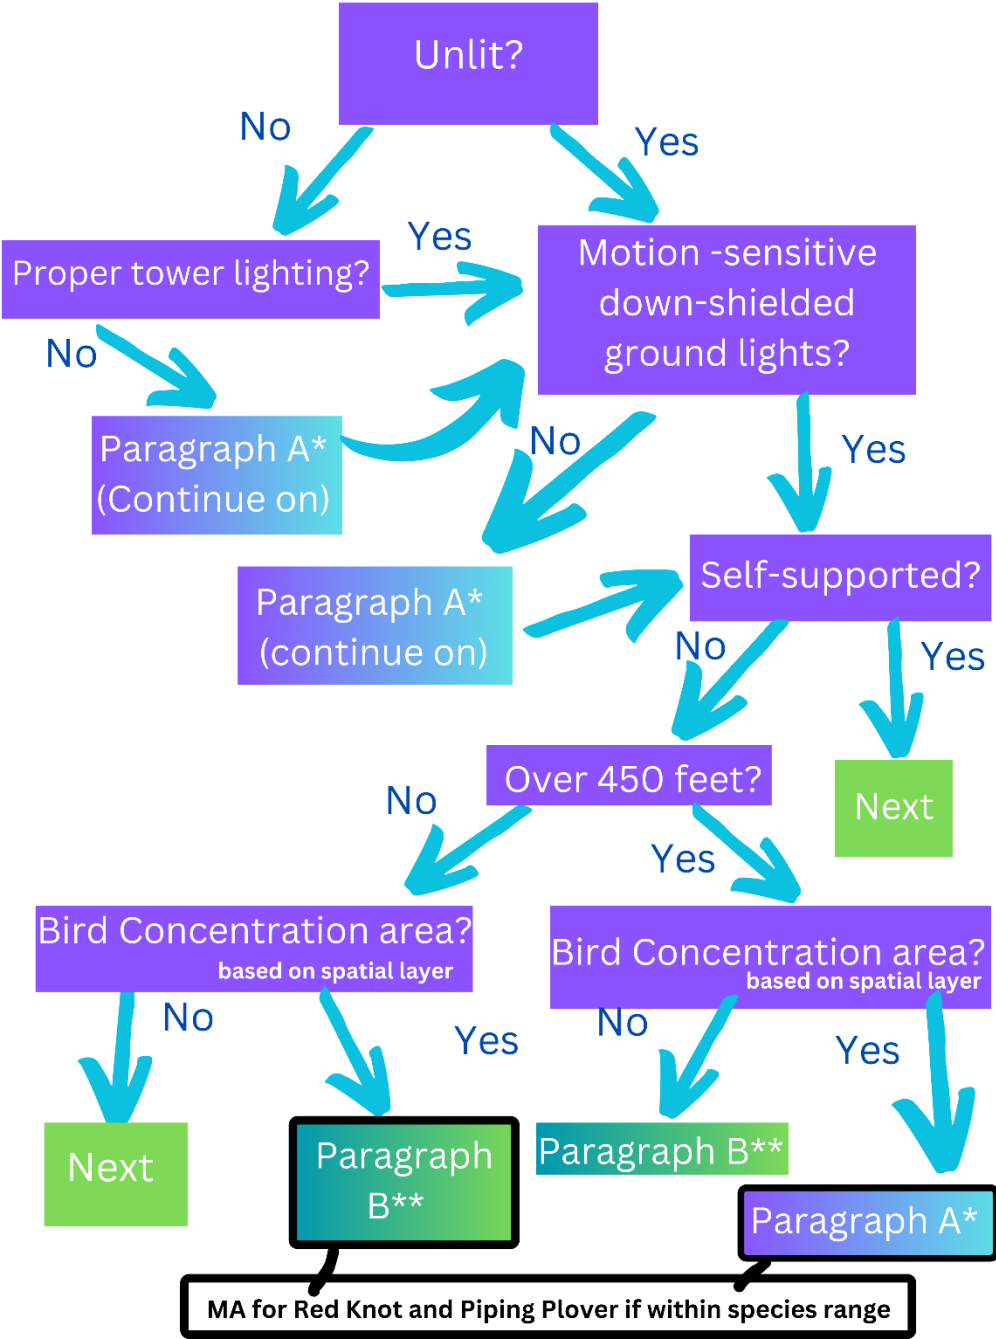 Unlit?
No
Yes
Proper tower lighting?
Yes
Motion -sensitive
down-shielded
ground lights?
No
Paragraph A*
(Continue on)
No
Yes
Paragraph A*
(continue on)
Self-supported?
No
Yes
Over 450 feet?
Next
No
Yes
Bird Concentration area?
based on spatial layer
Bird Concentration area?
based on spatial layer
No
Yes
No
Yes
Next
Paragraph
B**
Paragraph B**
Paragraph A*
MA for Red Knot and Piping Plover if within species range